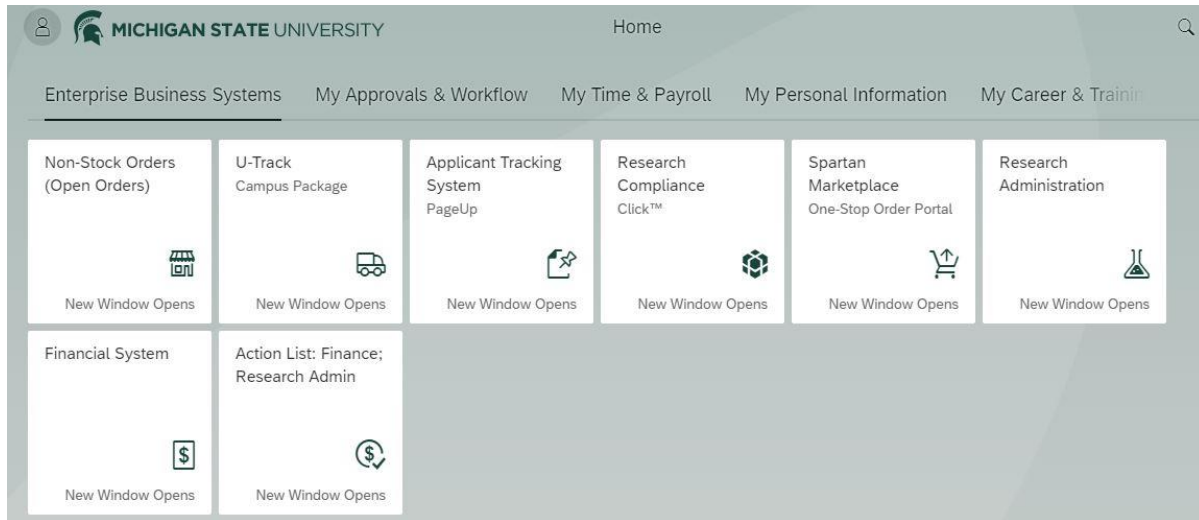 MICHIGAN STATE UNIVERSITY
Home
Enterprise Business Systems
My Approvals & Workflow
My Time & Payroll
My Personal Information
My Career &
Non-Stock Orders
(Open Orders)
New Window Opens
U-Track
Campus Package
New Window Opens
Applicant Tracking
System
PageUp
New Window Opens
Research
Compliance
Click™
New Window Opens
Spartan
Marketplace
One-Stop Order Portal
New Window Opens
Research
Administration
New Window Opens
Financial System
$
New Window Opens
Action List: Finance;
Research Admin
$
New Window Opens